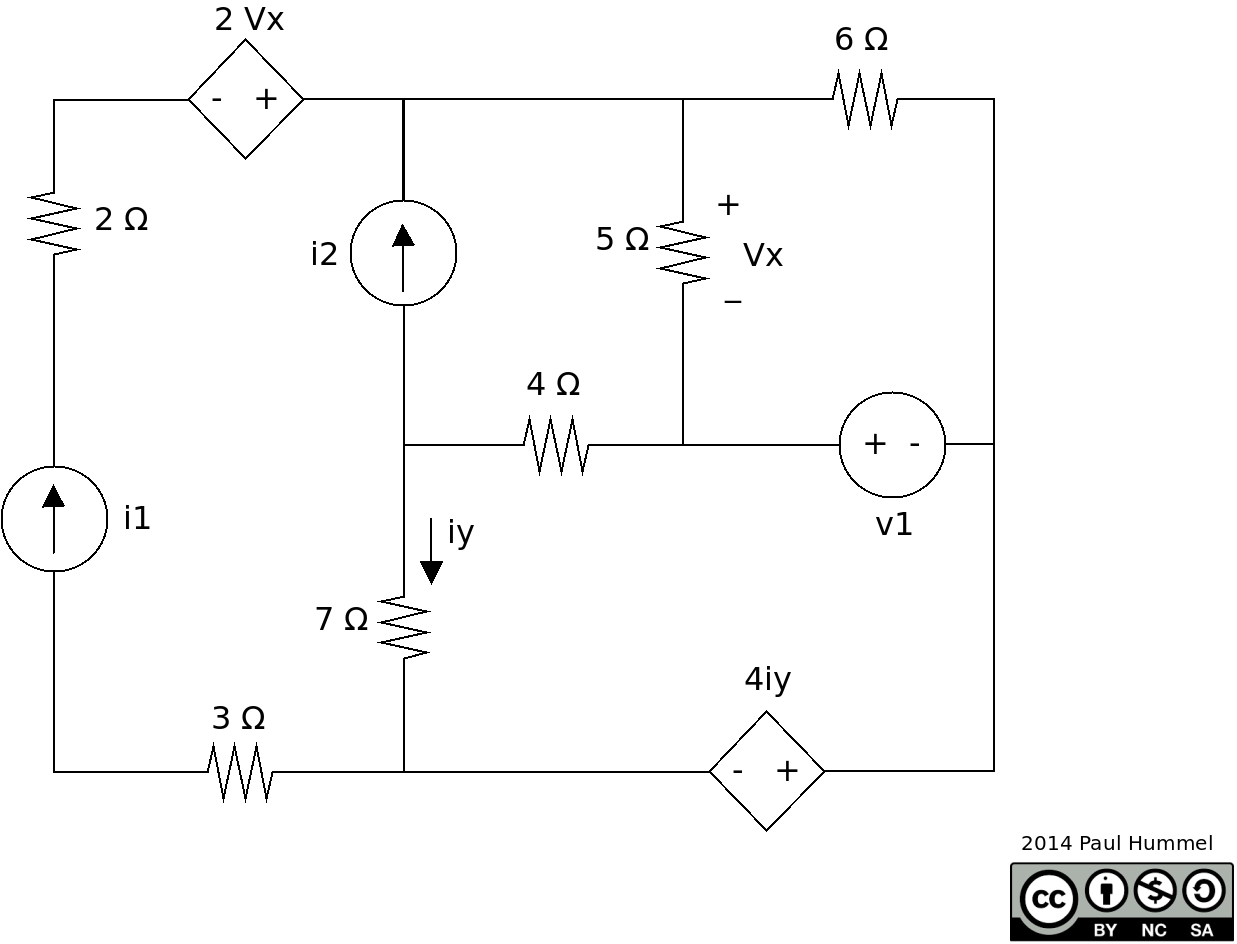 2 Vx
- +
6 Ω
2 Ω
i2
5 Ω
+
Vx
–
4 Ω
i1
+ -
v1
iy
7 Ω
3 Ω
4iy
- +
2014 Paul Hummel
cc
$
BY NC SA